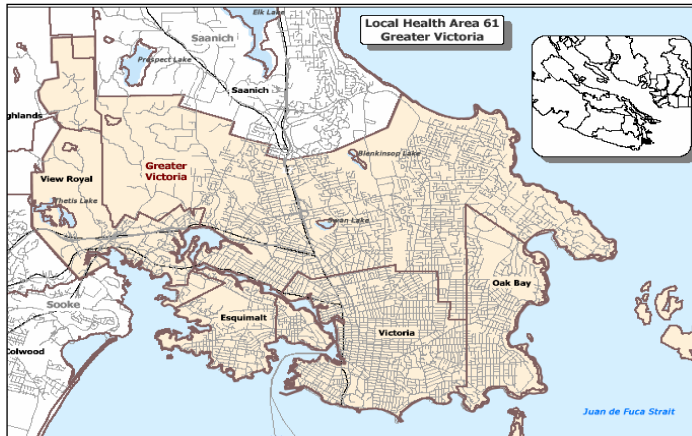 Elk Lake
Local Health Area 61
Greater Victoria
Saanich
Prospect Lake
Saanich
ghlands
Blenkinsop Lake
Greater
Victoria
View Royal
Thetis Lake
Swan Lake
Oak Bay
Sooke
Esquimalt
Victoria
Colwood
Juan de Fuca Strait